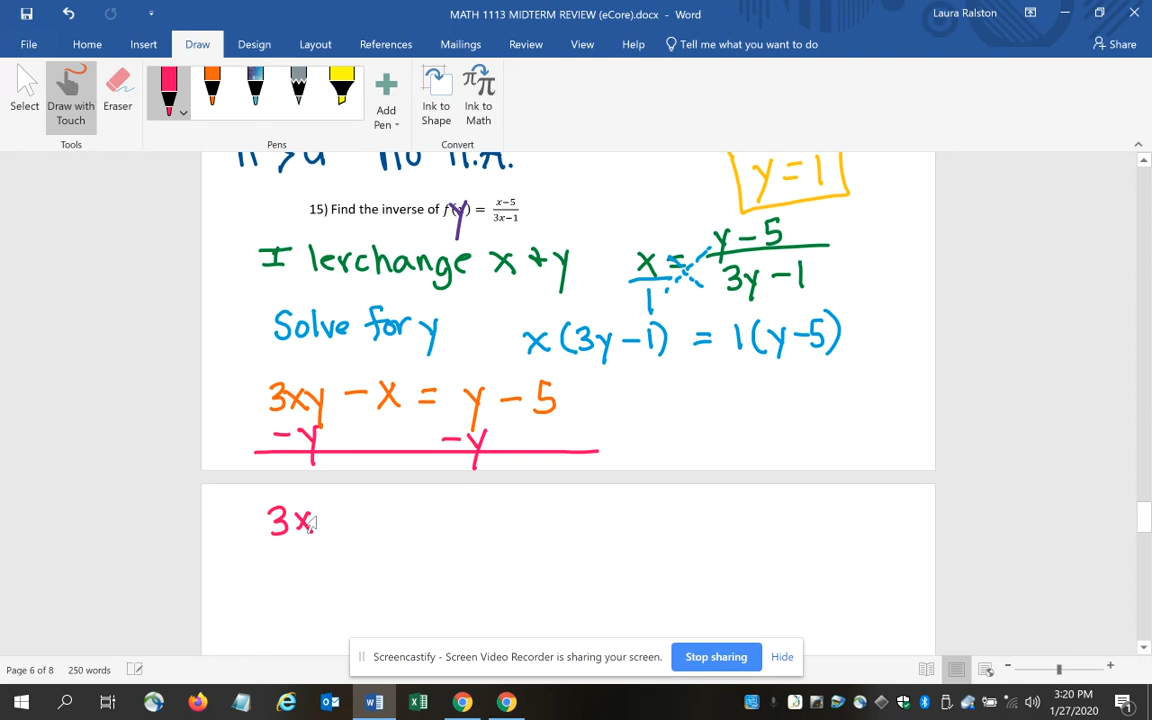 MATH 1113 MIDTERM REVIEW (eCore).docx - Word
Laura Ralston
File Home Insert Draw Design Layout References Mailings Review View Help Tell me what you want to do Share
Select
Draw with Touch
Eraser
Add Pen
Ink to Shape
Ink to Math
Tools
Pens
Convert
y = 1
15) Find the inverse of f(x) = x−5 / 3x−1
y
I lerchange x + y
x / 1 = y − 5 / 3y − 1
Solve for y
x(3y − 1) = 1(y − 5)
3xy − x = y − 5
− y − y
3x
Screencastify - Screen Video Recorder is sharing your screen.
Stop sharing
Hide
Page 6 of 8 250 words
3:20 PM
1/27/2020